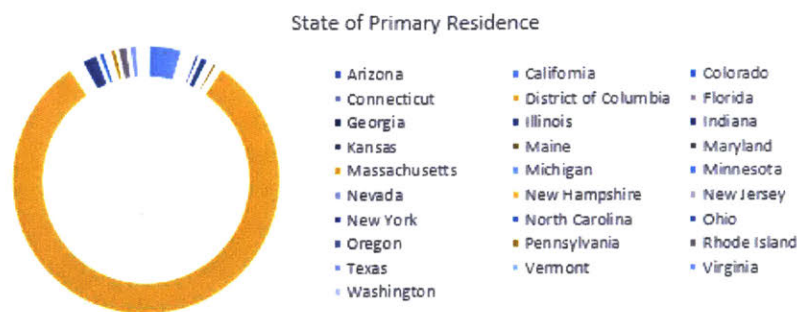 State of Primary Residence
Arizona California Colorado
Connecticut District of Columbia Florida
Georgia Illinois Indiana
Kansas Maine Maryland
Massachusetts Michigan Minnesota
Nevada New Hampshire New Jersey
New York North Carolina Ohio
Oregon Pennsylvania Rhode Island
Texas Vermont Virginia
Washington